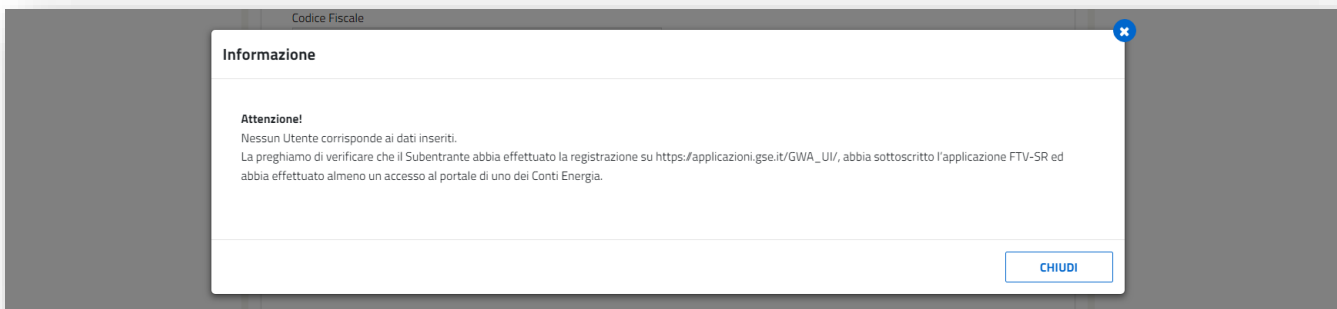 Codice Fiscale
Informazione
Attenzione!
Nessun Utente corrisponde ai dati inseriti.
La preghiamo di verificare che il Subentrante abbia effettuato la registrazione su https://applicazioni.gse.it/GWA_UI/, abbia sottoscritto l'applicazione FTV-SR ed
abbia effettuato almeno un accesso al portale di uno dei Conti Energia.
CHIUDI